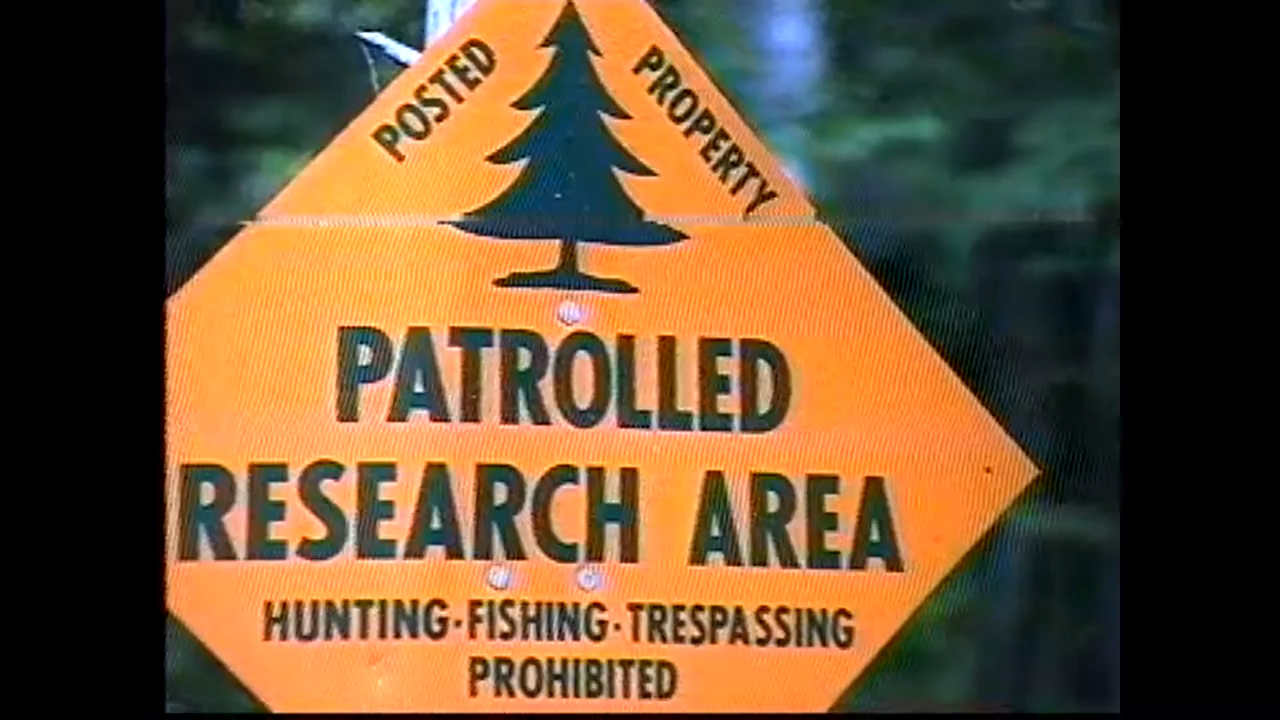 POSTED PROPERTY
PATROLLED
RESEARCH AREA
HUNTING·FISHING·TRESPASSING
PROHIBITED